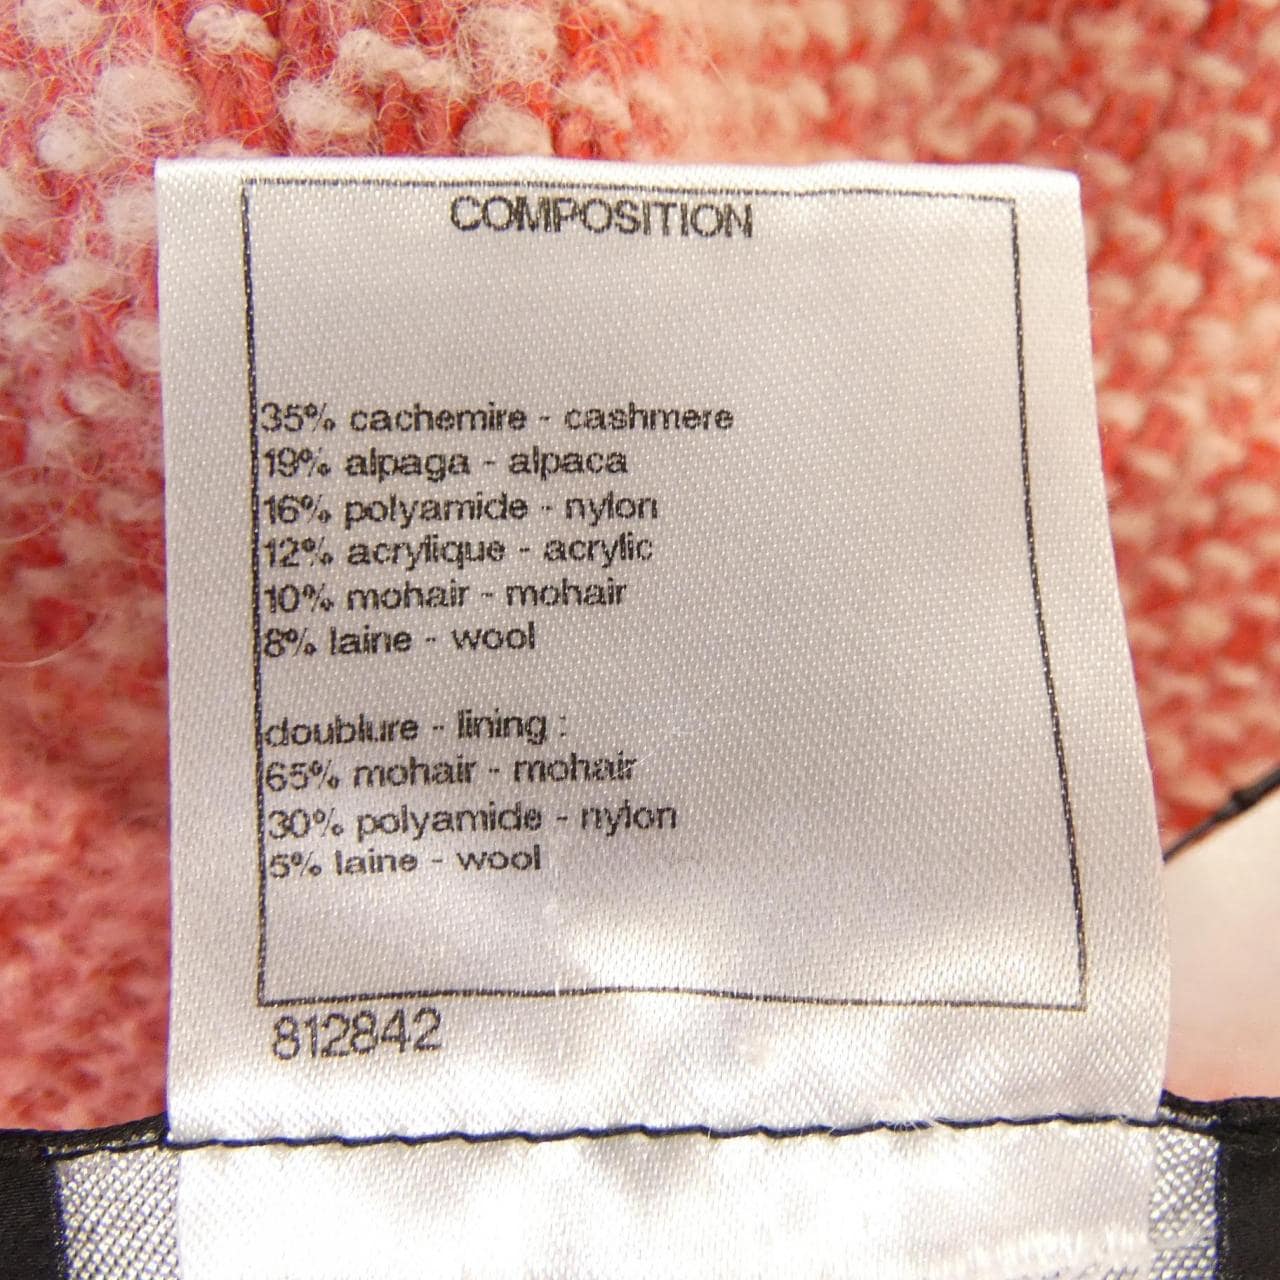 COMPOSITION
35% cachemire - cashmere
19% alpaga - alpaca
16% polyamide - nylon
12% acrylique - acrylic
10% mohair - mohair
8% laine - wool
doublure - lining :
65% mohair - mohair
30% polyamide - nylon
5% laine - wool
812842